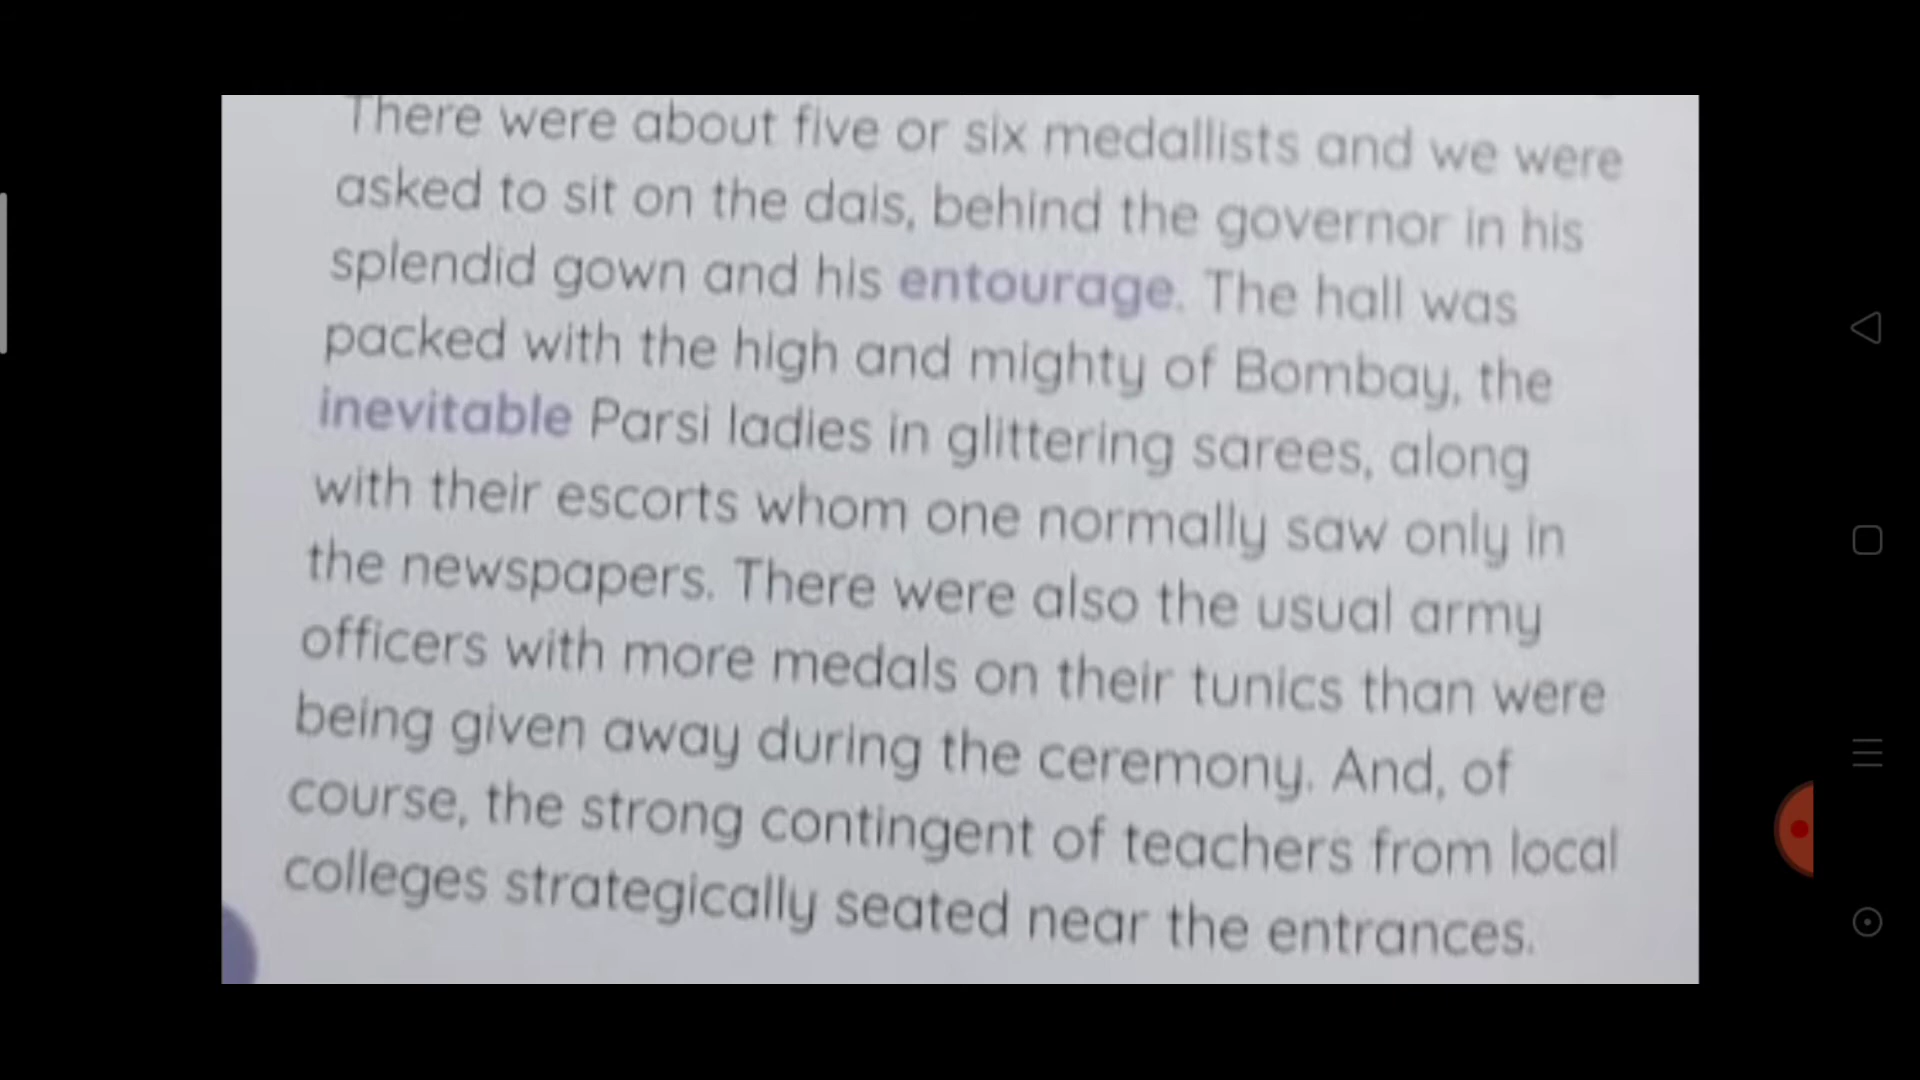 There were about five or six medallists and we were
asked to sit on the dais, behind the governor in his
splendid gown and his entourage. The hall was
packed with the high and mighty of Bombay, the
inevitable Parsi ladies in glittering sarees, along
with their escorts whom one normally saw only in
the newspapers. There were also the usual army
officers with more medals on their tunics than were
being given away during the ceremony. And, of
course, the strong contingent of teachers from local
colleges strategically seated near the entrances.